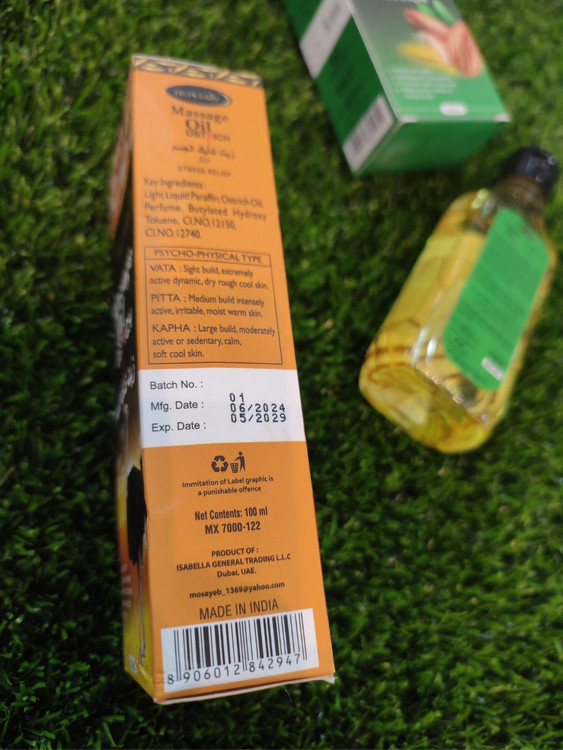 Massage
Oil
OSTRICH
for
STRESS RELIEF
Key Ingredients :
Light Liquid Paraffin, Ostrich Oil,
Perfume, Butylated Hydroxy
Toluene, CI.NO.12150,
CI.NO.12740.
PSYCHO-PHYSICAL TYPE
VATA : Slight build, extremely
active dynamic, dry rough cool skin.
PITTA : Medium build intensely
active, irritable, moist warm skin.
KAPHA : Large build, moderately
active or sedentary, calm,
soft cool skin.
Batch No. : 01
Mfg. Date : 06/2024
Exp. Date : 05/2029
Immitation of Label graphic is
a punishable offence
Net Contents: 100 ml
MX 7000-122
PRODUCT OF :
ISABELLA GENERAL TRADING L.L.C
Dubai, UAE.
mosayeb_1369@yahoo.com
MADE IN INDIA
8 906012 842947